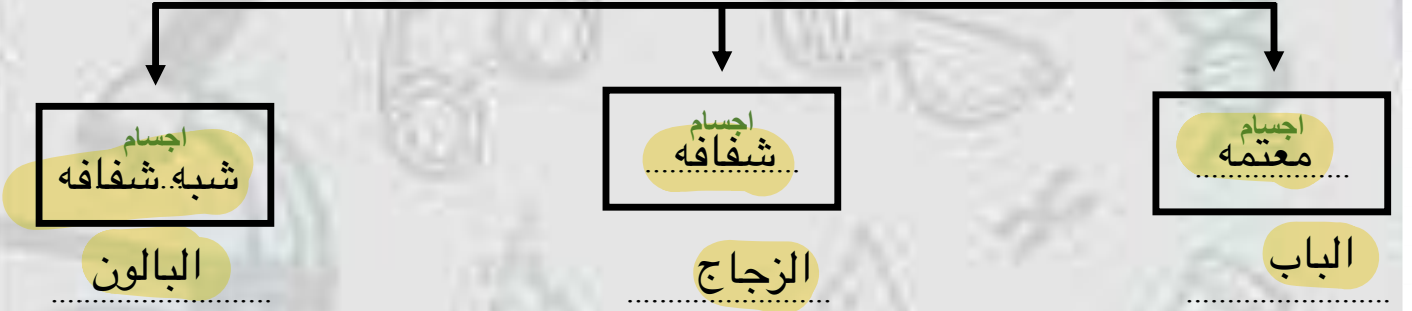 اجسام
معتمه
الباب
اجسام
شفافه
الزجاج
اجسام
شبه شفافه
البالون